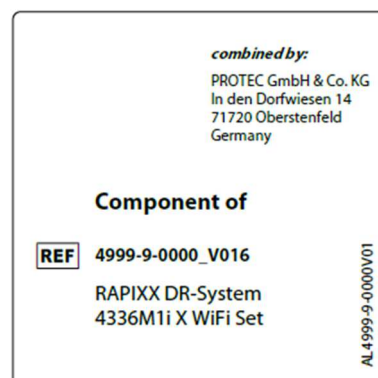 combined by:
PROTEC GmbH & Co. KG
In den Dorfwiesen 14
71720 Oberstenfeld
Germany
Component of
REF 4999-9-0000_V016
RAPIXX DR-System
4336M1i X WiFi Set
AL4999-9-0000V01